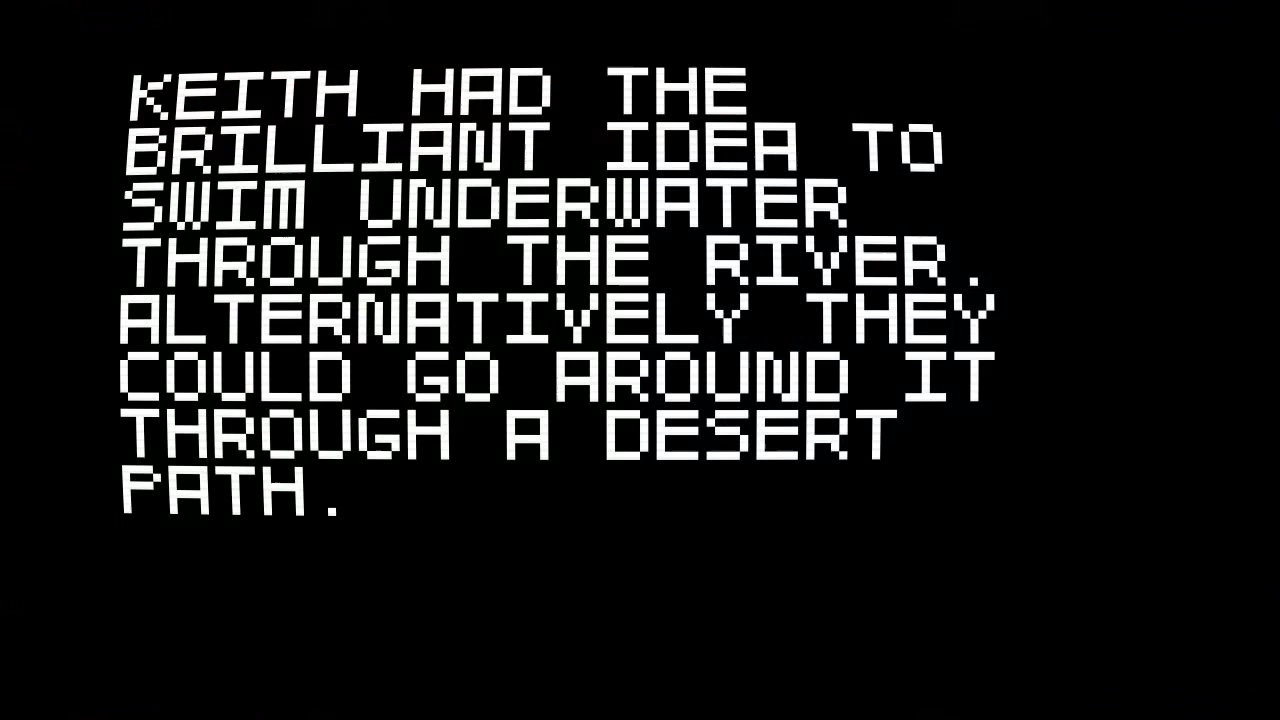 KEITH HAD THE
BRILLIANT IDEA TO
SWIM UNDERWATER
THROUGH THE RIVER.
ALTERNATIVELY THEY
COULD GO AROUND IT
THROUGH A DESERT
PATH.